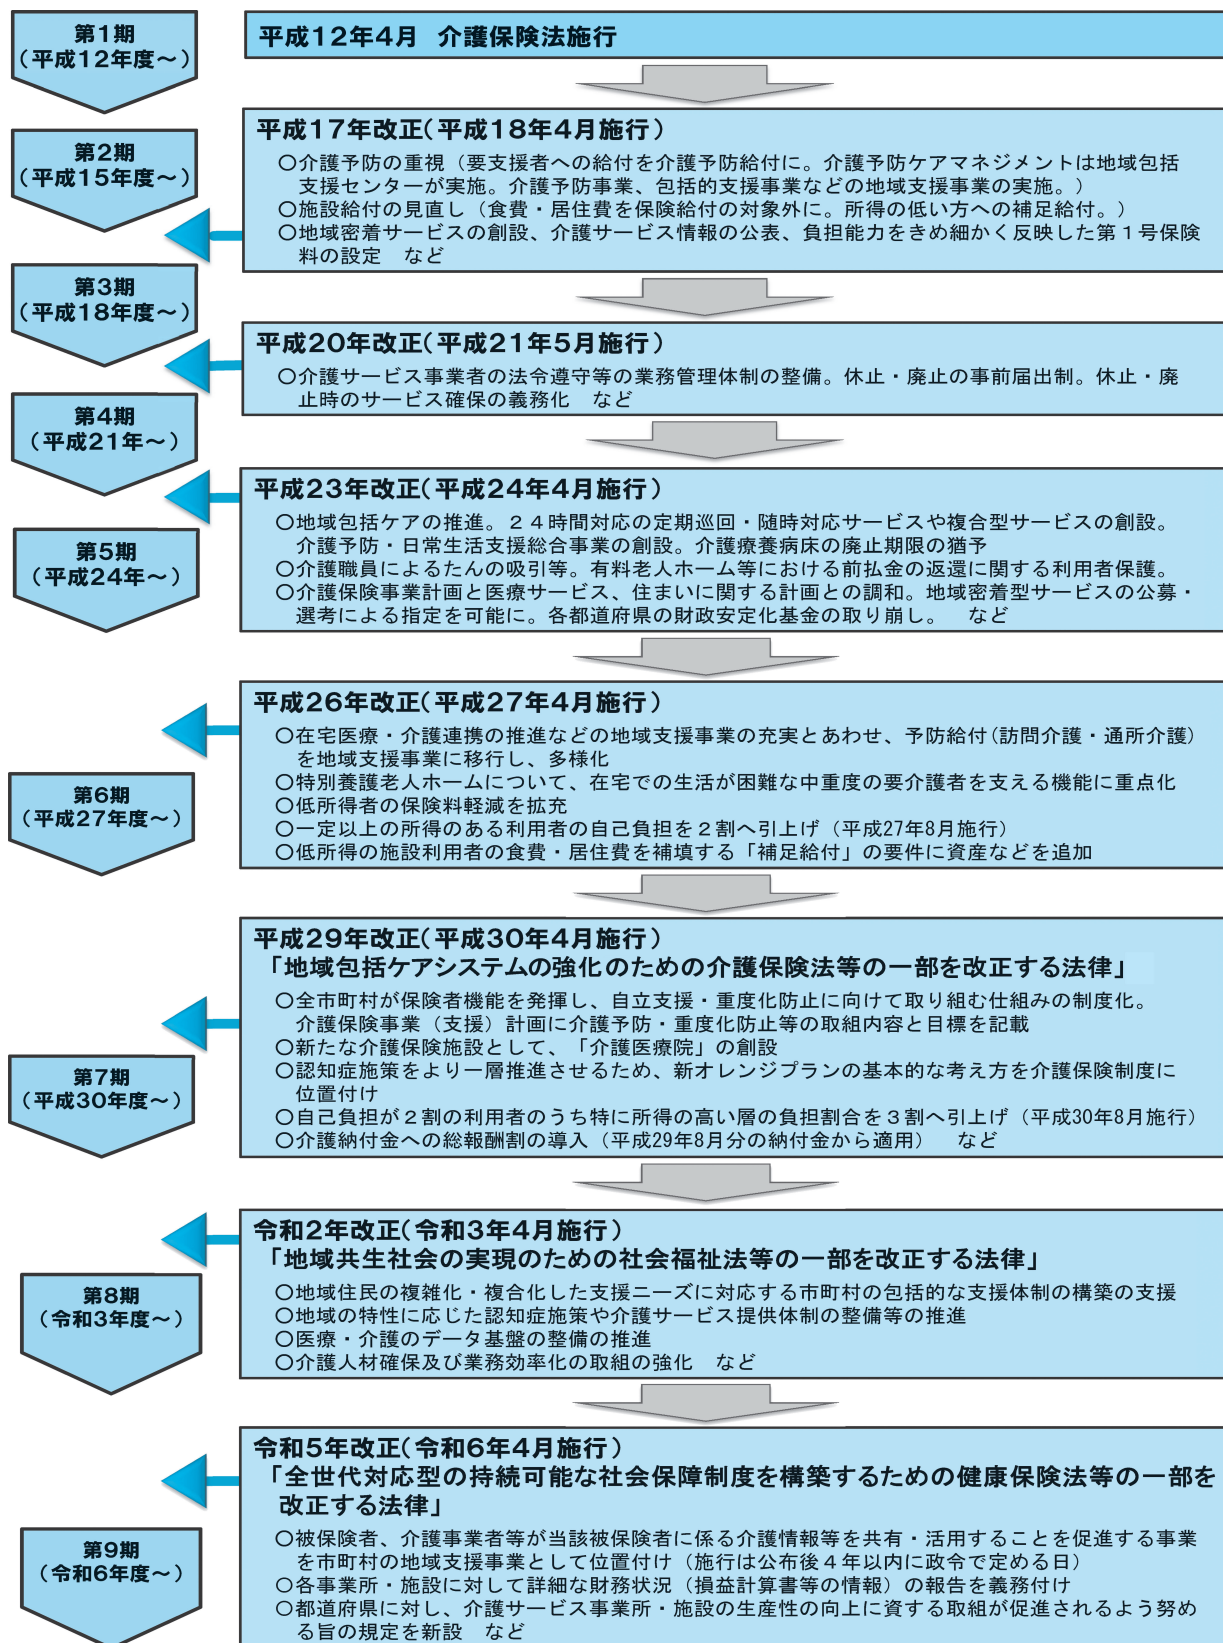 第1期
（平成12年度～）
平成12年4月 介護保険法施行
第2期
（平成15年度～）
平成17年改正（平成18年4月施行）
○介護予防の重視（要支援者への給付を介護予防給付に。介護予防ケアマネジメントは地域包括
支援センターが実施。介護予防事業、包括的支援事業などの地域支援事業の実施。）
○施設給付の見直し（食費・居住費を保険給付の対象外に。所得の低い方への補足給付。）
○地域密着サービスの創設、介護サービス情報の公表、負担能力をきめ細かく反映した第１号保険
料の設定 など
第3期
（平成18年度～）
平成20年改正（平成21年5月施行）
○介護サービス事業者の法令遵守等の業務管理体制の整備。休止・廃止の事前届出制。休止・廃
止時のサービス確保の義務化 など
第4期
（平成21年～）
平成23年改正（平成24年4月施行）
○地域包括ケアの推進。２４時間対応の定期巡回・随時対応サービスや複合型サービスの創設。
介護予防・日常生活支援総合事業の創設。介護療養病床の廃止期限の猶予
○介護職員によるたんの吸引等。有料老人ホーム等における前払金の返還に関する利用者保護。
○介護保険事業計画と医療サービス、住まいに関する計画との調和。地域密着型サービスの公募・
選考による指定を可能に。各都道府県の財政安定化基金の取り崩し。 など
第5期
（平成24年～）
平成26年改正（平成27年4月施行）
○在宅医療・介護連携の推進などの地域支援事業の充実とあわせ、予防給付（訪問介護・通所介護）
を地域支援事業に移行し、多様化
○特別養護老人ホームについて、在宅での生活が困難な中重度の要介護者を支える機能に重点化
○低所得者の保険料軽減を拡充
○一定以上の所得のある利用者の自己負担を２割へ引上げ（平成27年8月施行）
○低所得の施設利用者の食費・居住費を補填する「補足給付」の要件に資産などを追加
第6期
（平成27年度～）
平成29年改正（平成30年4月施行）
「地域包括ケアシステムの強化のための介護保険法等の一部を改正する法律」
○全市町村が保険者機能を発揮し、自立支援・重度化防止に向けて取り組む仕組みの制度化。
介護保険事業（支援）計画に介護予防・重度化防止等の取組内容と目標を記載
○新たな介護保険施設として、「介護医療院」の創設
○認知症施策をより一層推進させるため、新オレンジプランの基本的な考え方を介護保険制度に
位置付け
○自己負担が２割の利用者のうち特に所得の高い層の負担割合を３割へ引上げ（平成30年8月施行）
○介護納付金への総報酬割の導入（平成29年8月分の納付金から適用） など
第7期
（平成30年度～）
令和2年改正（令和3年4月施行）
「地域共生社会の実現のための社会福祉法等の一部を改正する法律」
○地域住民の複雑化・複合化した支援ニーズに対応する市町村の包括的な支援体制の構築の支援
○地域の特性に応じた認知症施策や介護サービス提供体制の整備等の推進
○医療・介護のデータ基盤の整備の推進
○介護人材確保及び業務効率化の取組の強化 など
第8期
（令和3年度～）
令和5年改正（令和6年4月施行）
「全世代対応型の持続可能な社会保障制度を構築するための健康保険法等の一部を
改正する法律」
○被保険者、介護事業者等が当該被保険者に係る介護情報等を共有・活用することを促進する事業
を市町村の地域支援事業として位置付け（施行は公布後４年以内に政令で定める日）
○各事業所・施設に対して詳細な財務状況（損益計算書等の情報）の報告を義務付け
○都道府県に対し、介護サービス事業所・施設の生産性の向上に資する取組が促進されるよう努め
る旨の規定を新設 など
第9期
（令和6年度～）